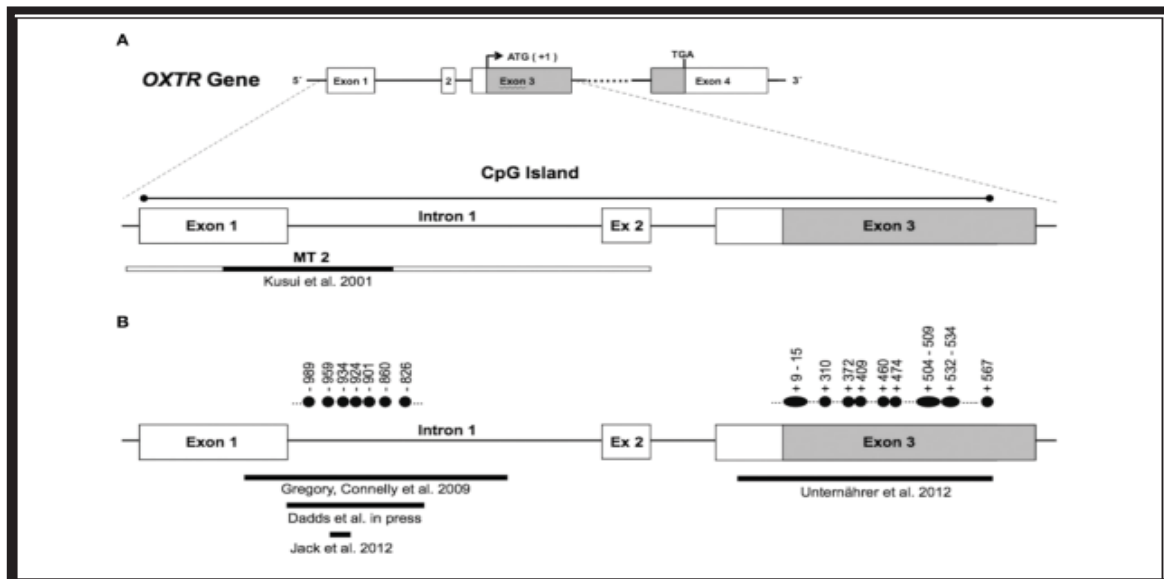 A
ATG ( +1 )
TGA
OXTR Gene
5´
Exon 1
2
Exon 3
Exon 4
3´
CpG Island
Exon 1
Intron 1
Ex 2
Exon 3
MT 2
Kusui et al. 2001
B
- 989
- 959
- 934
- 924
- 901
- 860
- 826
+ 9 - 15
+ 310
+ 372
+ 409
+ 460
+ 474
+ 504 - 509
+ 532 - 534
+ 567
Exon 1
Intron 1
Ex 2
Exon 3
Gregory, Connelly et al. 2009
Unternährer et al. 2012
Dadds et al. in press
Jack et al. 2012